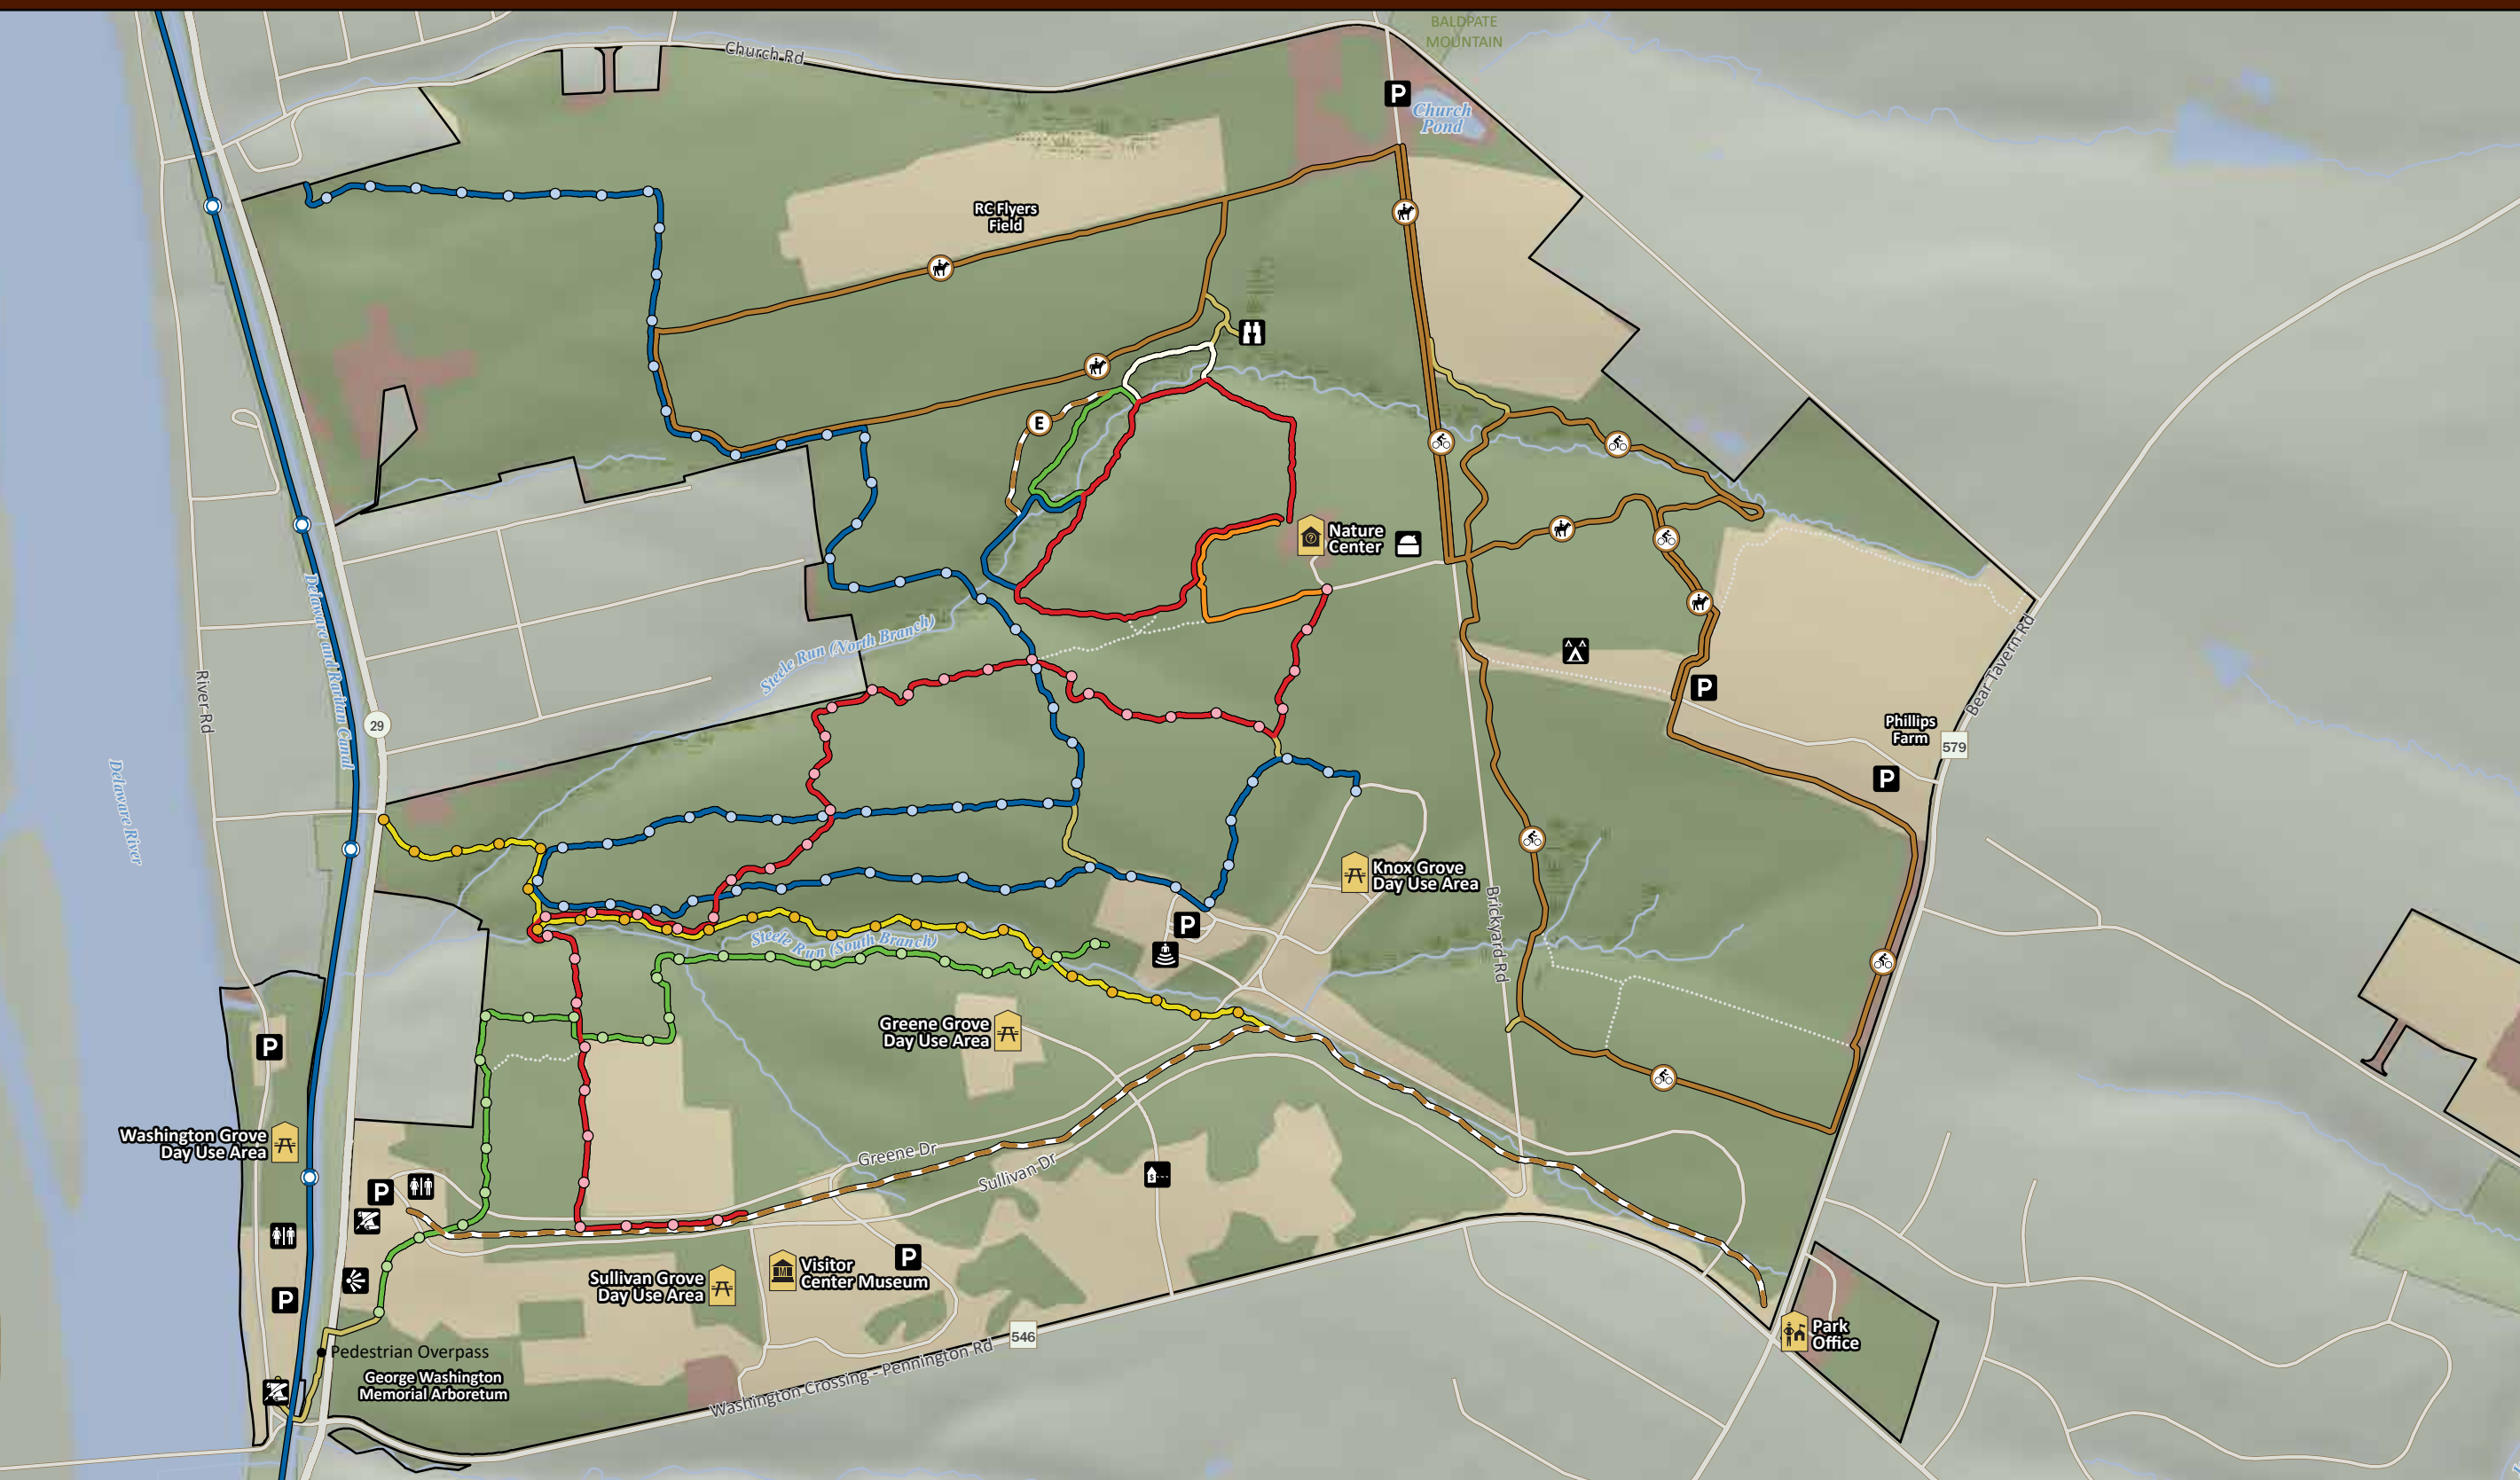 BALDPATE
MOUNTAIN
Church Rd
P
Church
Pond
RC Flyers
Field
E
Nature
Center
Delaware and Raritan Canal
Steele Run (North Branch)
River Rd
29
Bear Tavern Rd
P
Phillips
Farm
579
P
Delaware River
Knox Grove
Day Use Area
Brickyard Rd
P
Steele Run (South Branch)
Greene Grove
Day Use Area
P
Washington Grove
Day Use Area
Greene Dr
Sullivan Dr
P
Visitor
Center Museum
P
Sullivan Grove
Day Use Area
P
546
Park
Office
Pedestrian Overpass
George Washington
Memorial Arboretum
Washington Crossing - Pennington Rd